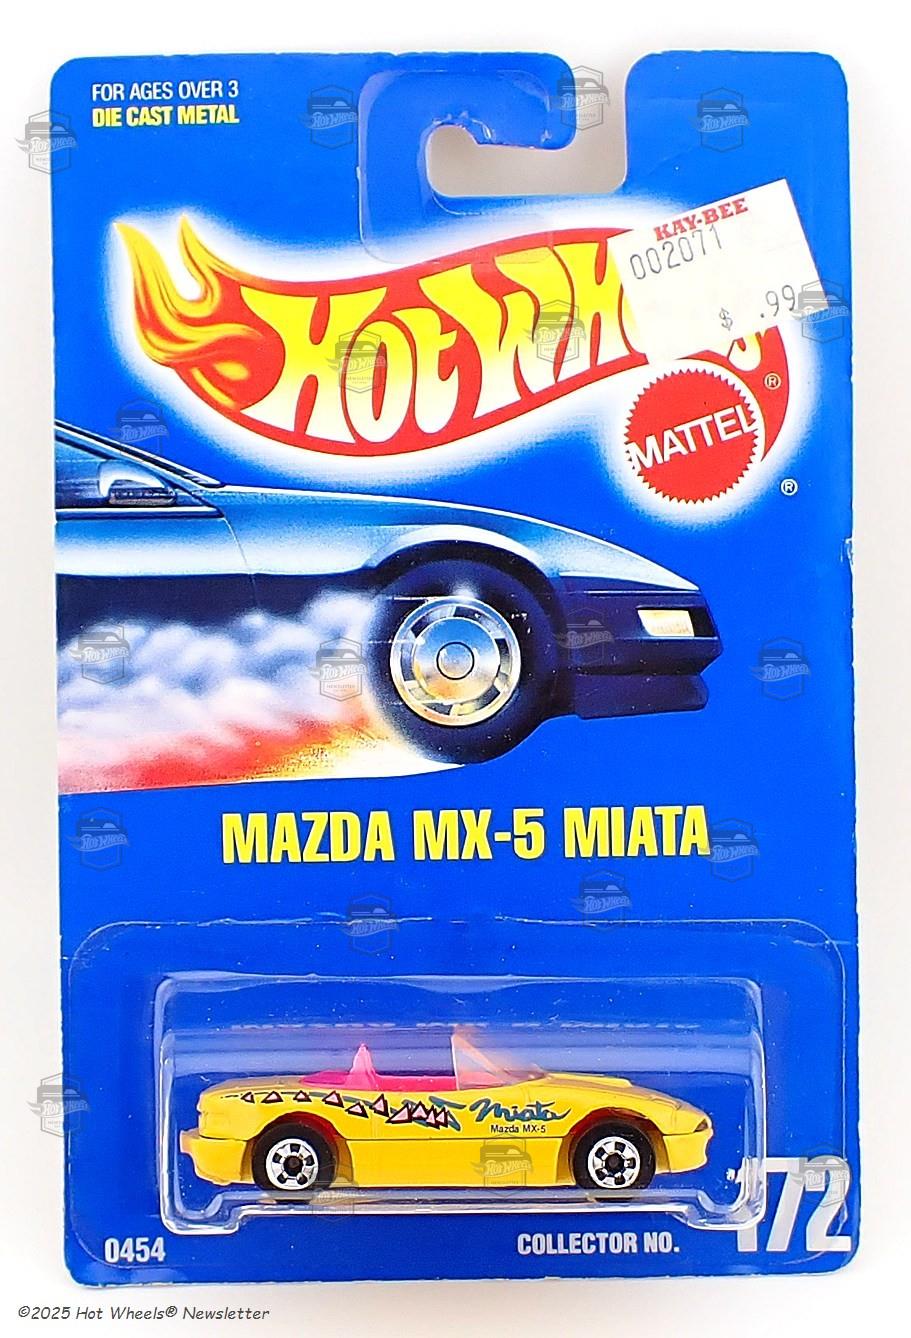 FOR AGES OVER 3
DIE CAST METAL
KAY-BEE
002071
$ .99
HOT WH
MATTEL
®
®
MAZDA MX-5 MIATA
Miata
Mazda MX-5
0454
COLLECTOR NO.
172
©2025 Hot Wheels® Newsletter